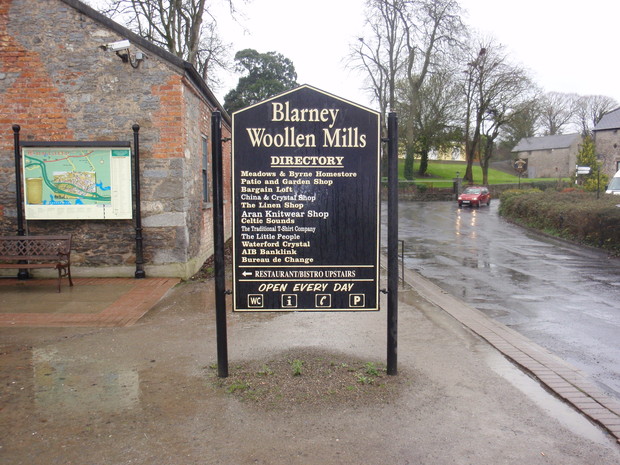 Blarney
Woollen Mills
DIRECTORY
Meadows & Byrne Homestore
Patio and Garden Shop
Bargain Loft
China & Crystal Shop
The Linen Shop
Aran Knitwear Shop
Celtic Sounds
The Traditional T-Shirt Company
The Little People
Waterford Crystal
AIB Banklink
Bureau de Change
RESTAURANT/BISTRO UPSTAIRS
OPEN EVERY DAY
WC i P